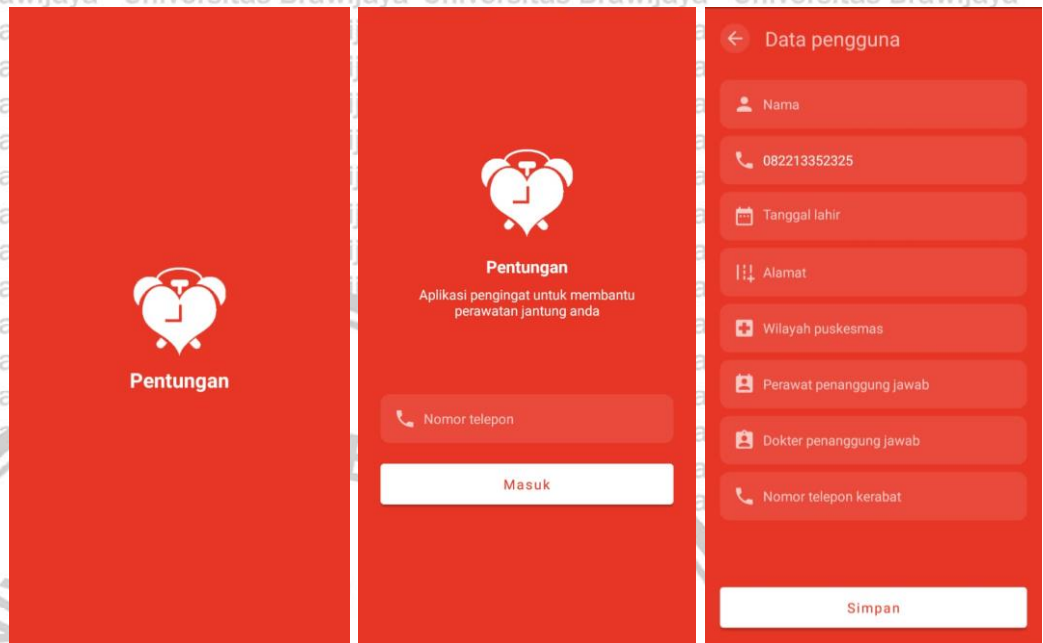 Pentungan
Pentungan
Aplikasi pengingat untuk membantu
perawatan jantung anda
Nomor telepon
Masuk
Data pengguna
Nama
082213352325
Tanggal lahir
Alamat
Wilayah puskesmas
Perawat penanggung jawab
Dokter penanggung jawab
Nomor telepon kerabat
Simpan